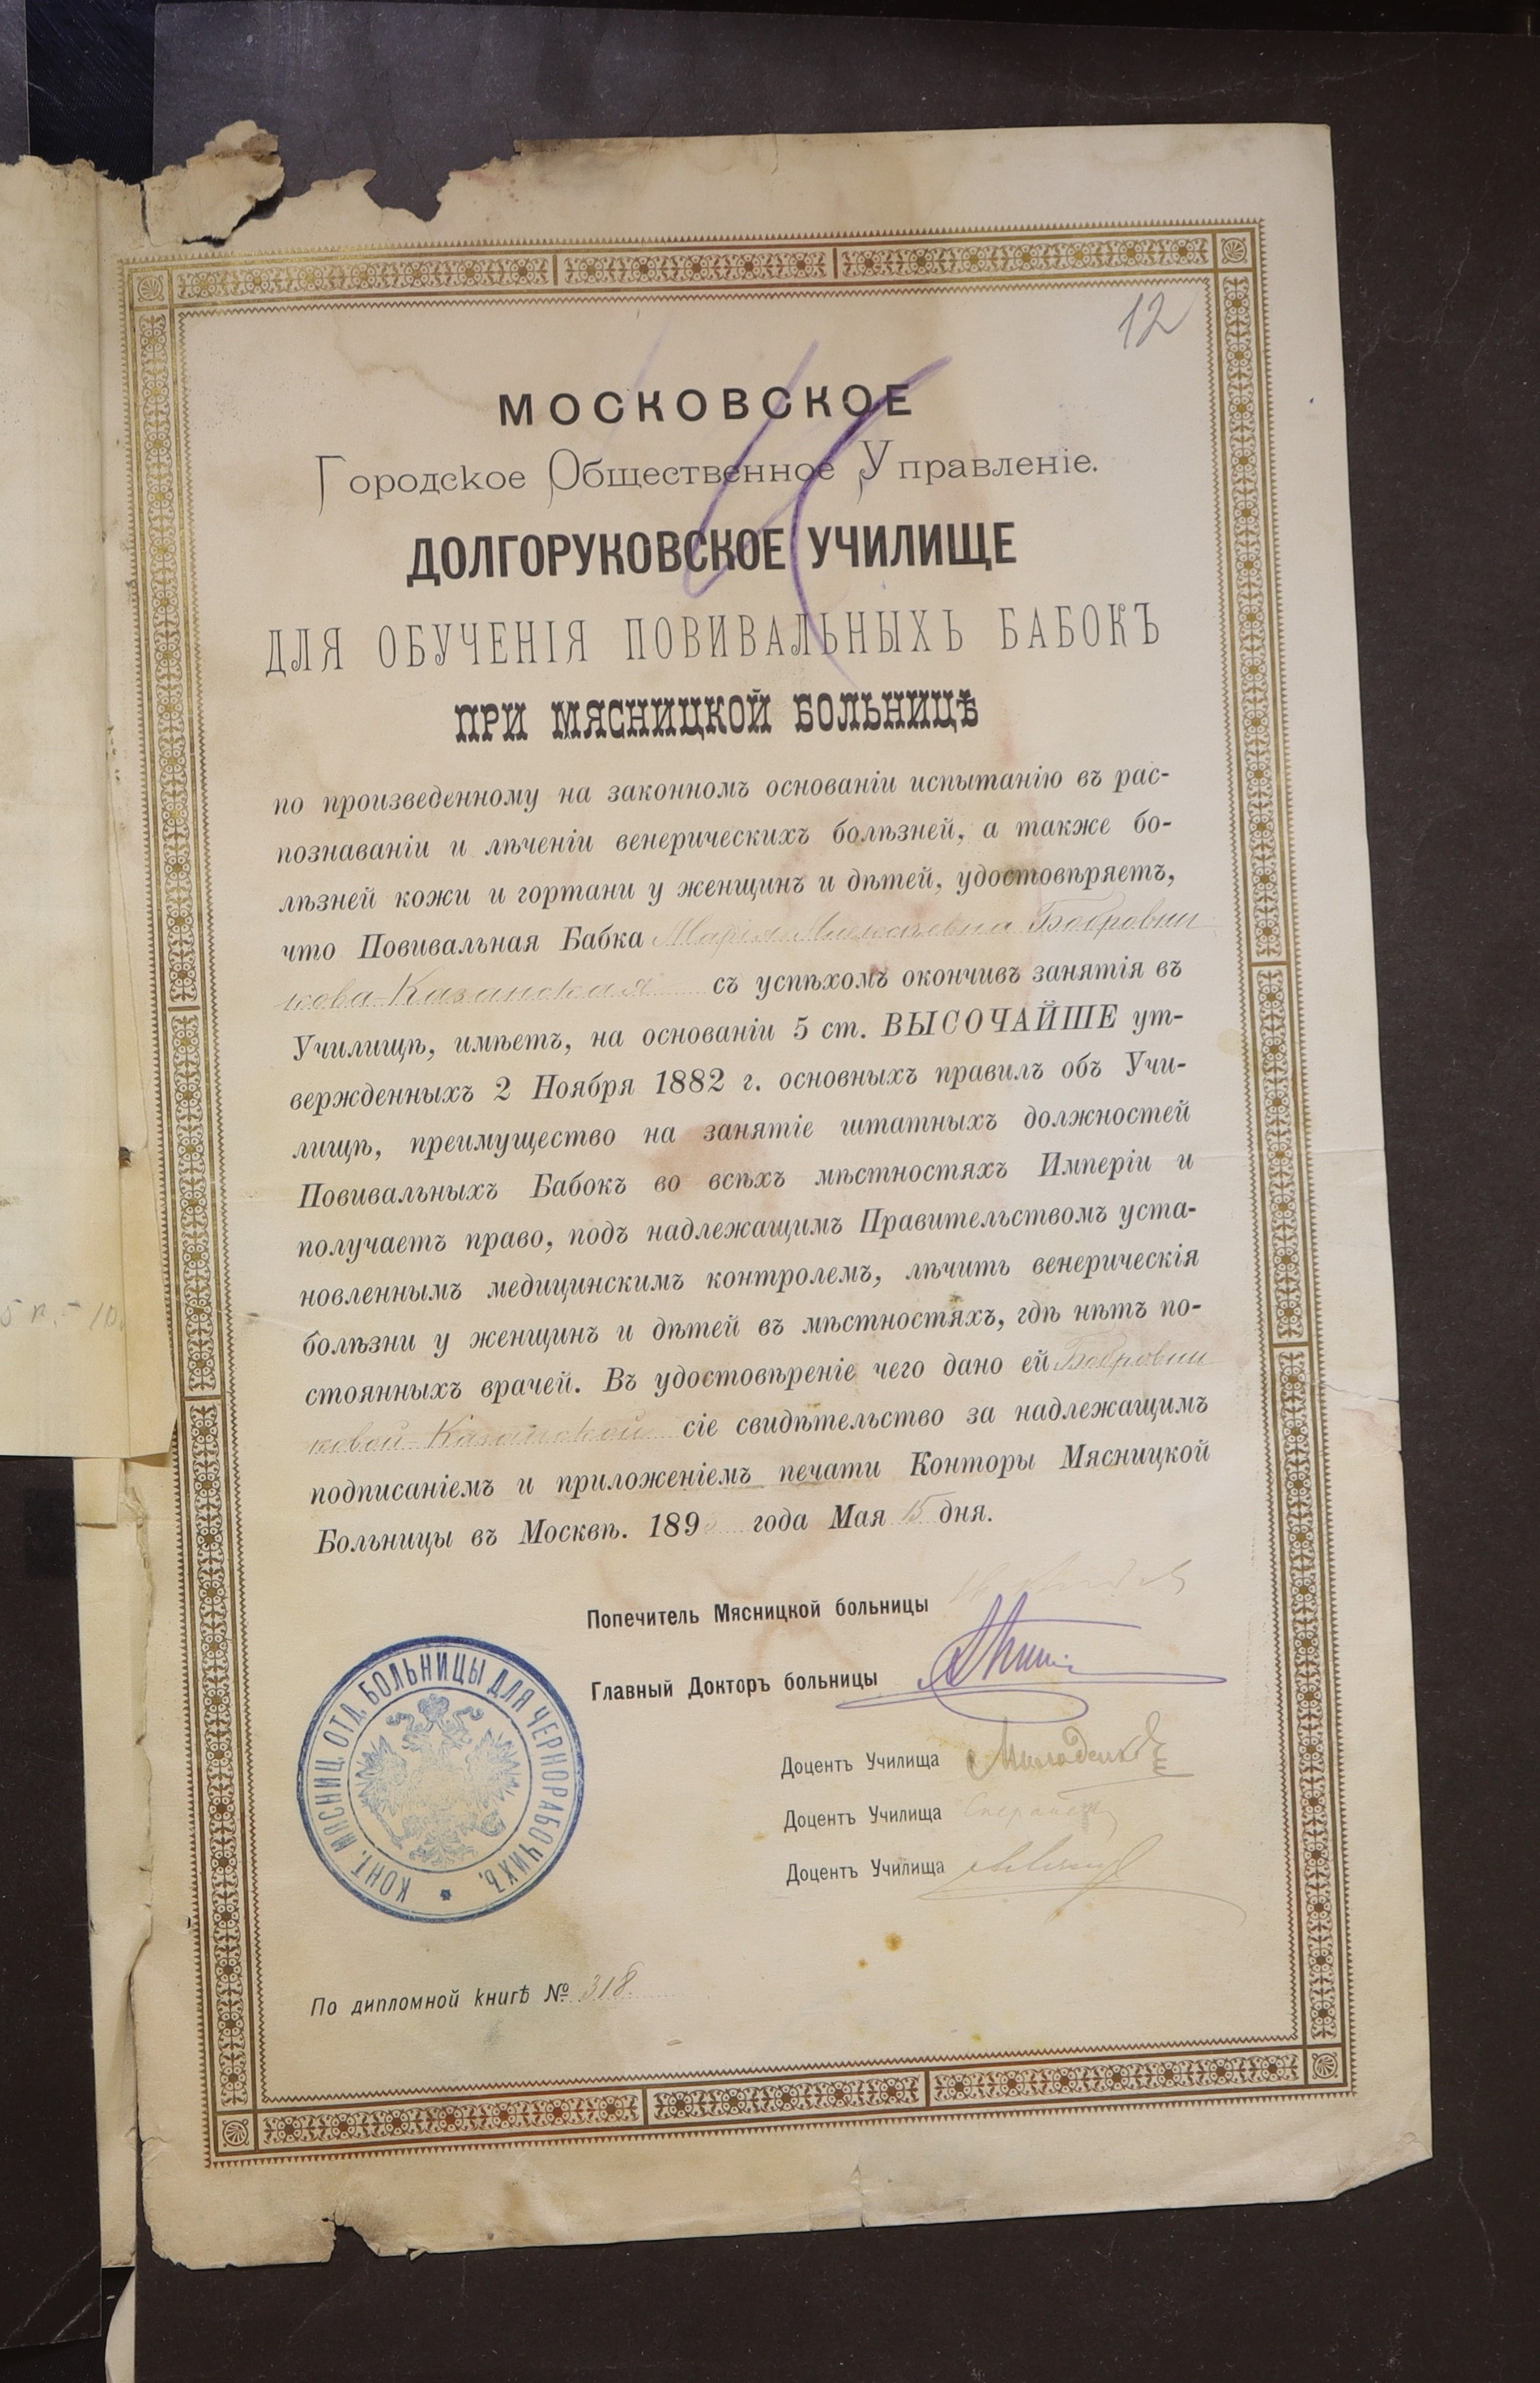 12
МОСКОВСКОЕ
Городское Общественное Управленіе.
ДОЛГОРУКОВСКОЕ УЧИЛИЩЕ
ДЛЯ ОБУЧЕНІЯ ПОВИВАЛЬНЫХЪ БАБОКЪ
ПРИ МЯСНИЦКОЙ БОЛЬНИЦѢ
по произведенному на законномъ основаніи испытанію въ рас-
познаваніи и лѣченіи венерическихъ болѣзней, а также бо-
лѣзней кожи и гортани у женщинъ и дѣтей, удостовѣряетъ,
что Повивальная Бабка Марія Бобровни
кова-Казанская съ успѣхомъ окончивъ занятія въ
Училищѣ, имѣетъ, на основаніи 5 ст. ВЫСОЧАЙШЕ ут-
вержденныхъ 2 Ноября 1882 г. основныхъ правилъ объ Учи-
лищѣ, преимущество на занятіе штатныхъ должностей
Повивальныхъ Бабокъ во всѣхъ мѣстностяхъ Имперіи и
получаетъ право, подъ надлежащимъ Правительствомъ уста-
новленнымъ медицинскимъ контролемъ, лѣчить венерическія
болѣзни у женщинъ и дѣтей въ мѣстностяхъ, гдѣ нѣтъ по-
стоянныхъ врачей. Въ удостовѣреніе чего дано ей Бобровни
ковой-Казанской сіе свидѣтельство за надлежащимъ
подписаніемъ и приложеніемъ печати Конторы Мясницкой
Больницы въ Москвѣ. 189 года Мая 15 дня.
Попечитель Мясницкой больницы
Главный Докторъ больницы
Доцентъ Училища
Доцентъ Училища
Доцентъ Училища
КОНТ. МЯСНИЦ. ОТД. БОЛЬНИЦЫ ДЛЯ ЧЕРНОРАБОЧИХЪ.
По дипломной книгѣ № 318.